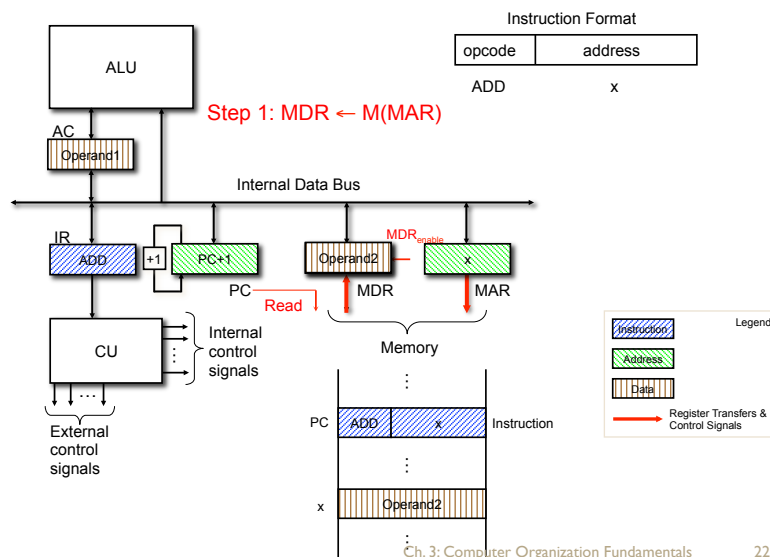 Instruction Format
opcode address
ADD x
ALU
Step 1: MDR ← M(MAR)
AC
Operand1
Internal Data Bus
IR
ADD
+1
PC+1
Operand2
MDRenable
x
PC
Read
MDR
MAR
CU
Internal
control
signals
⋮
...
External
control
signals
Memory
⋮
PC
ADD
x
Instruction
⋮
x
Operand2
⋮
Legend
Instruction
Address
Data
Register Transfers &
Control Signals
Ch. 3: Computer Organization Fundamentals 22